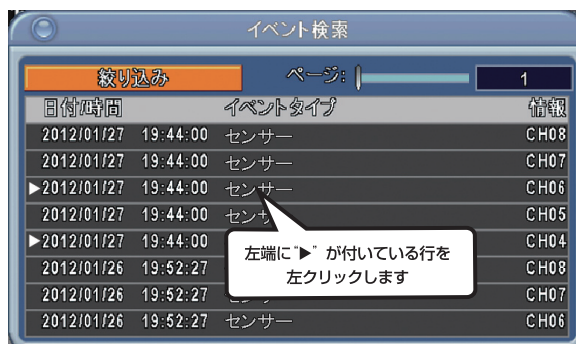 イベント検索
絞り込み ページ: 1
日付/時間 イベントタイプ 情報
2012/01/27 19:44:00 センサー CH08
2012/01/27 19:44:00 センサー CH07
▶2012/01/27 19:44:00 センサー CH06
2012/01/27 19:44:00 センサ CH05
▶2012/01/27 19:44:00 CH04
左端に"▶" が付いている行を
左クリックします
2012/01/26 19:52:27 CH08
2012/01/26 19:52:27 CH07
2012/01/26 19:52:27 センサー CH06